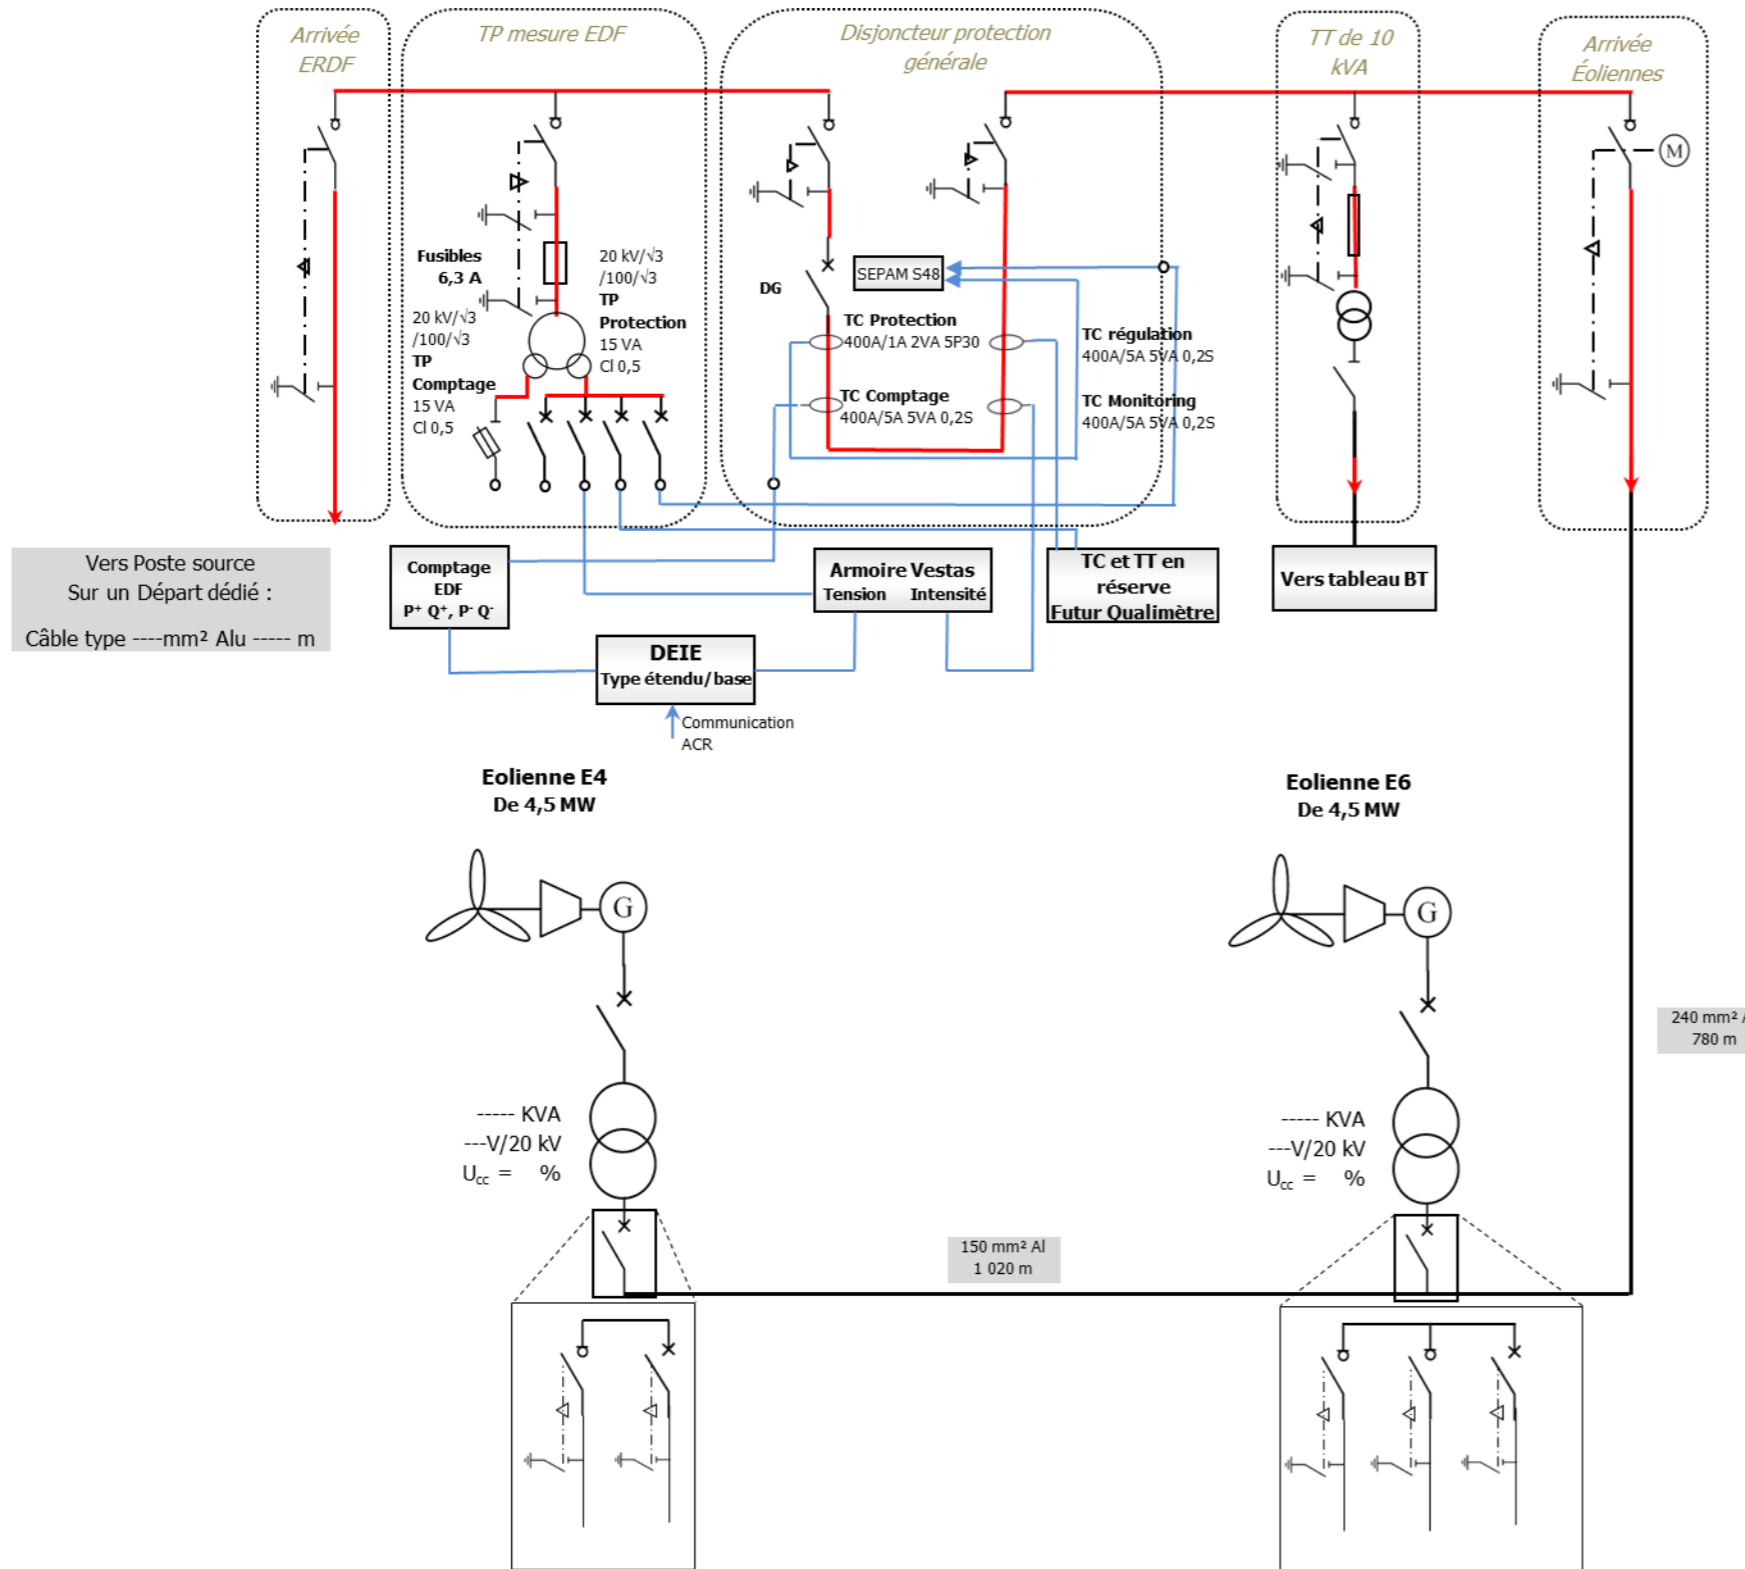 Arrivée
ERDF
TP mesure EDF
Disjoncteur protection
générale
TT de 10
kVA
Arrivée
Éoliennes
M
Fusibles
6,3 A
20 kV/√3
/100/√3
TP
Protection
15 VA
Cl 0,5
20 kV/√3
/100/√3
TP
Comptage
15 VA
Cl 0,5
DG
SEPAM S48
TC Protection
400A/1A 2VA 5P30
TC Comptage
400A/5A 5VA 0,2S
TC régulation
400A/5A 5VA 0,2S
TC Monitoring
400A/5A 5VA 0,2S
Vers Poste source
Sur un Départ dédié :
Câble type ----mm² Alu ----- m
Comptage
EDF
P⁺ Q⁺, P⁻ Q⁻
Armoire Vestas
Tension Intensité
TC et TT en
réserve
Futur Qualimètre
Vers tableau BT
DEIE
Type étendu/base
Communication
ACR
Eolienne E4
De 4,5 MW
Eolienne E6
De 4,5 MW
G
G
240 mm²
780 m
----- KVA
---V/20 kV
Ucc = %
----- KVA
---V/20 kV
Ucc = %
150 mm² Al
1 020 m